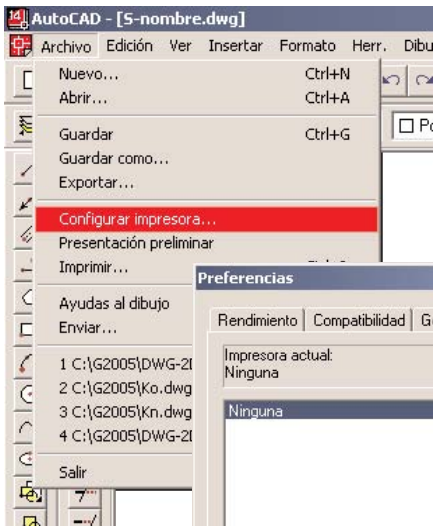 AutoCAD - [S-nombre.dwg]
Archivo Edición Ver Insertar Formato Herr. Dibu
Nuevo... Ctrl+N
Abrir... Ctrl+A
Guardar Ctrl+G
Guardar como...
Exportar...
Configurar impresora...
Presentación preliminar
Imprimir...
Ayudas al dibujo
Enviar...
1 C:\G2005\DWG-2
2 C:\G2005\Ko.dwg
3 C:\G2005\Kn.dwg
4 C:\G2005\DWG-2
Salir
Preferencias
Rendimiento Compatibilidad G
Impresora actual:
Ninguna
Ninguna